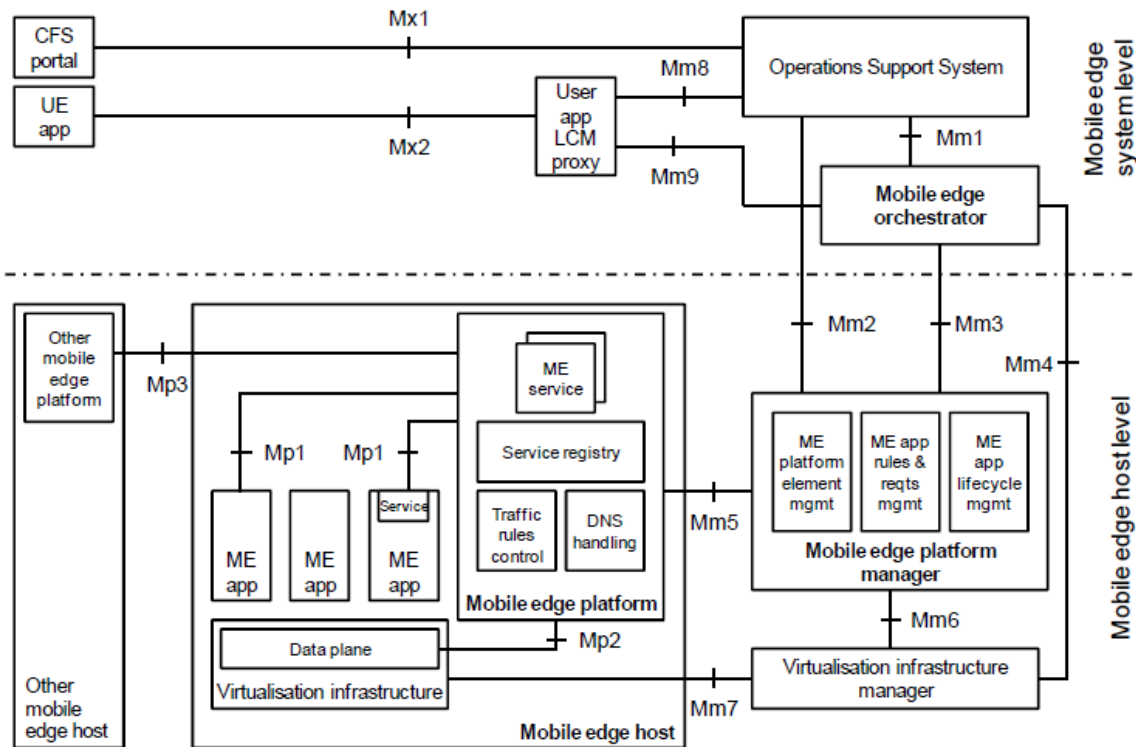 CFS
portal
Mx1
Operations Support System
UE
app
Mx2
User
app
LCM
proxy
Mm8
Mm9
Mm1
Mobile edge
orchestrator
Mobile edge
system level
Other
mobile
edge
platform
Mp3
ME
service
Service registry
Traffic
rules
control
DNS
handling
Mobile edge platform
Mp1
Mp1
ME
app
ME
app
Service
ME
app
Mp2
Data plane
Virtualisation infrastructure
Other
mobile
edge host
Mobile edge host
Mm2
Mm3
Mm4
Mm5
ME
platform
element
mgmt
ME app
rules &
reqts
mgmt
ME
app
lifecycle
mgmt
Mobile edge platform
manager
Mm6
Virtualisation infrastructure
manager
Mm7
Mobile edge host level